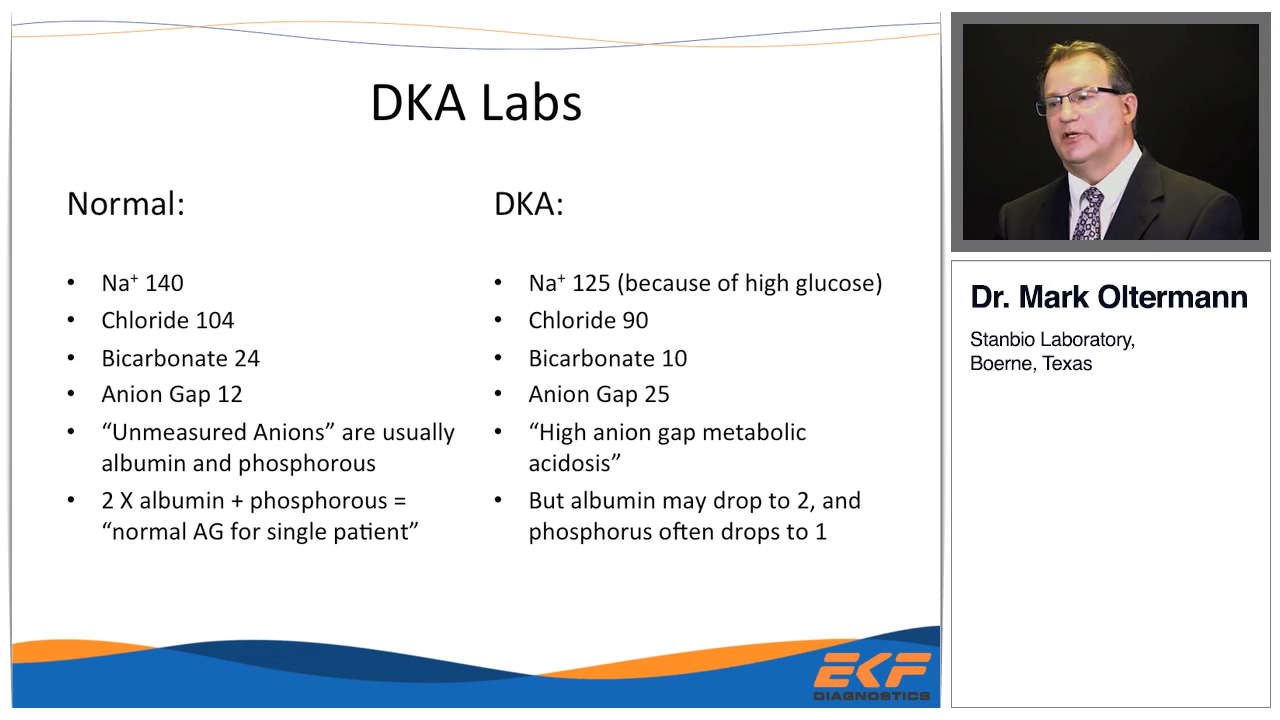 DKA Labs
Normal:
• Na⁺ 140
• Chloride 104
• Bicarbonate 24
• Anion Gap 12
• “Unmeasured Anions” are usually
albumin and phosphorous
• 2 X albumin + phosphorous =
“normal AG for single patient”
DKA:
• Na⁺ 125 (because of high glucose)
• Chloride 90
• Bicarbonate 10
• Anion Gap 25
• “High anion gap metabolic
acidosis”
• But albumin may drop to 2, and
phosphorus often drops to 1
EKF
DIAGNOSTICS
Dr. Mark Oltermann
Stanbio Laboratory,
Boerne, Texas